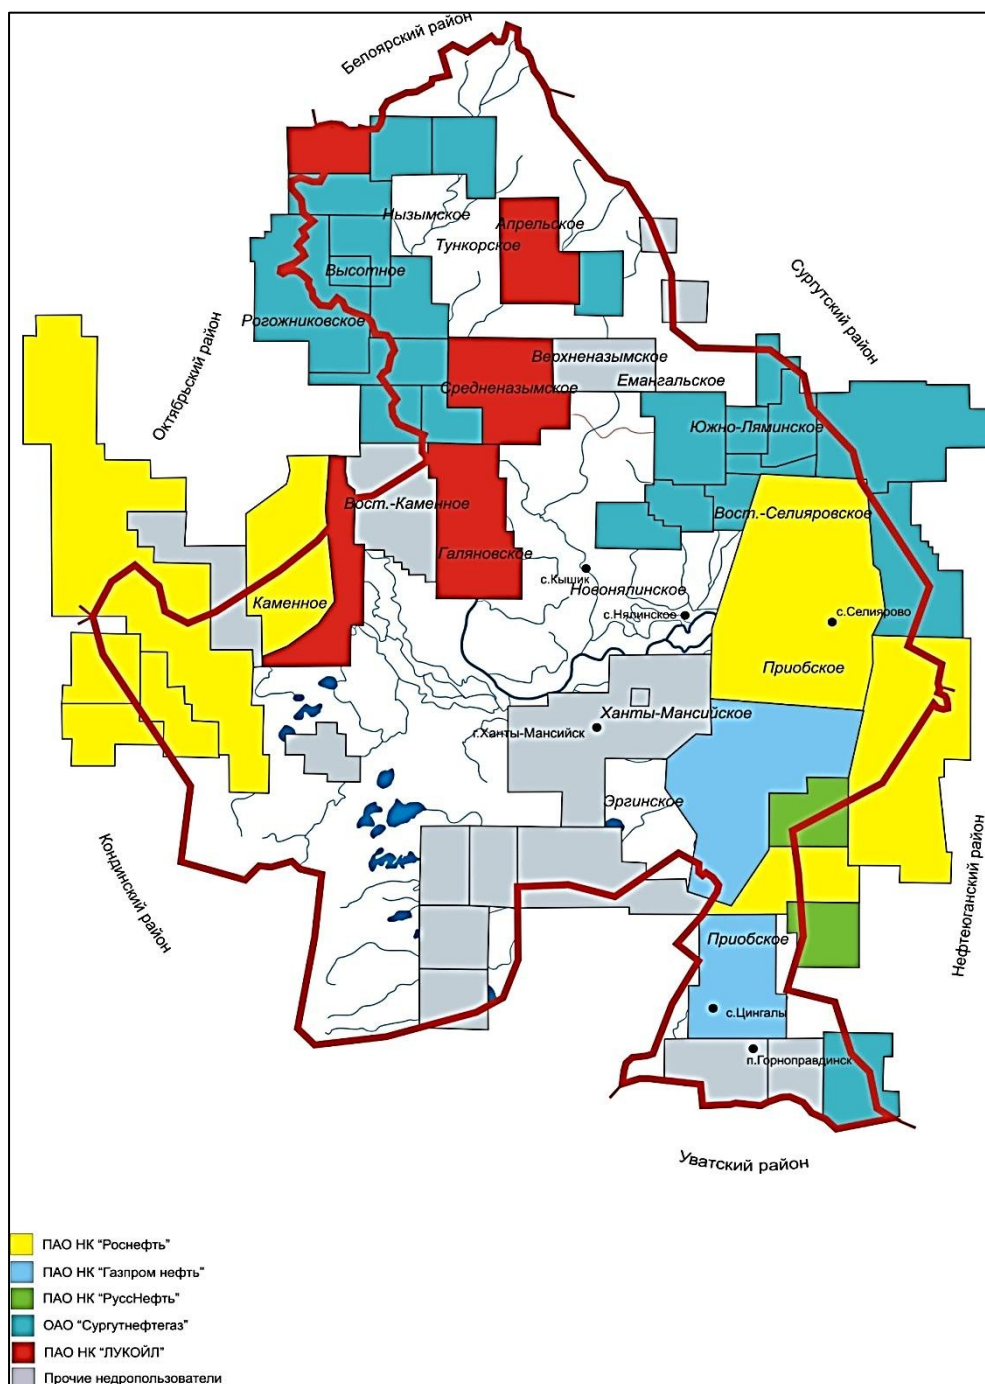 Белоярский район
Нызымское
Апрельское
Тункорское
Высотное
Сургутский район
Рогожниковское
Октябрьский район
Верхненазымское
Емангальское
Средненазымское
Южно-Ляминское
Вост.-Каменное
Вост.-Селияровское
Галяновское
с.Кышик
Новонялинское
Каменное
с.Нялинское
с.Селиярово
Приобское
Ханты-Мансийское
г.Ханты-Мансийск
Эргинское
Кондинский район
Нефтеюганский район
Приобское
с.Цингалы
п.Горноправдинск
Уватский район
ПАО НК "Роснефть"
ПАО НК "Газпром нефть"
ПАО НК "РуссНефть"
ОАО "Сургутнефтегаз"
ПАО НК "ЛУКОЙЛ"
Прочие недропользователи